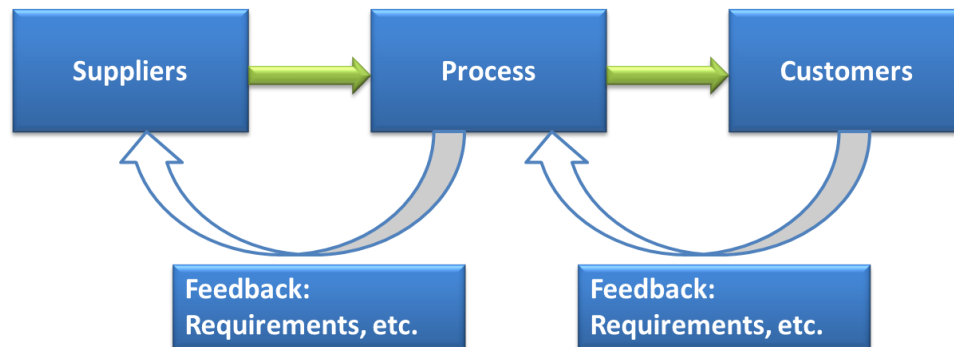 Suppliers
Process
Customers
Feedback:
Requirements, etc.
Feedback:
Requirements, etc.